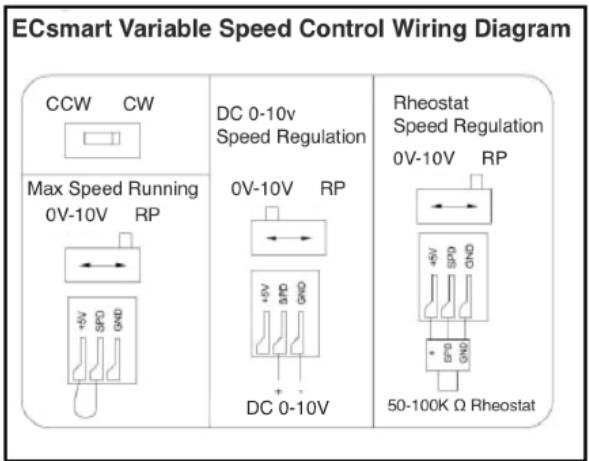 ECsmart Variable Speed Control Wiring Diagram
CCW CW
Max Speed Running
0V-10V RP
+5V SPD GND
DC 0-10v
Speed Regulation
0V-10V RP
+5V SPD GND
+ -
DC 0-10V
Rheostat
Speed Regulation
0V-10V RP
+5V SPD GND
+ SPD GND
50-100K Ω Rheostat